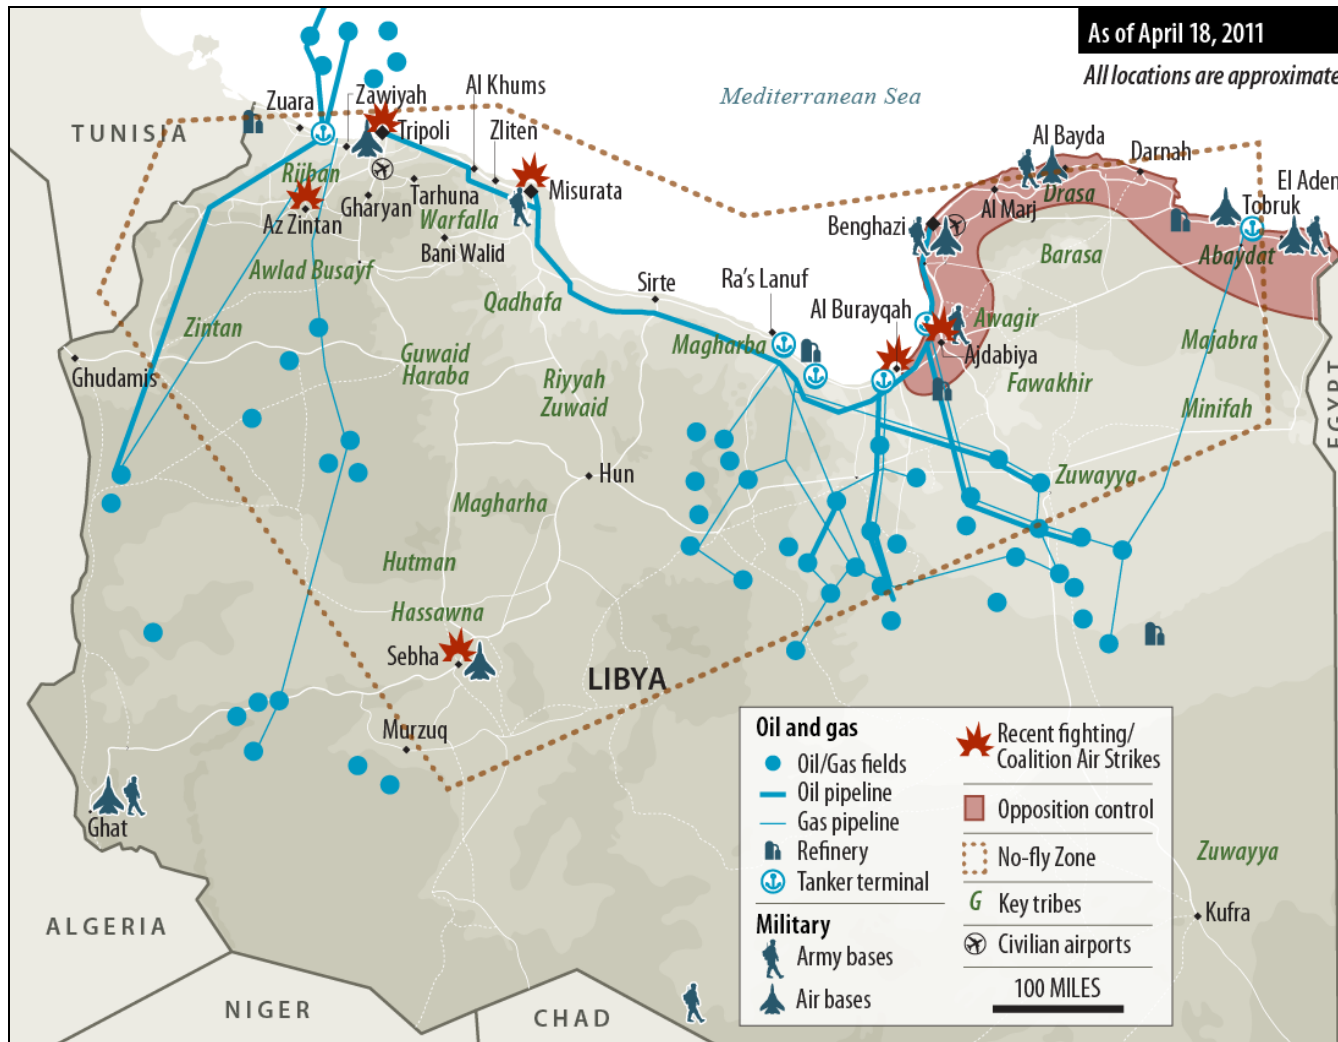 As of April 18, 2011
All locations are approximate
Mediterranean Sea
TUNISIA
Zuara
Zawiyah
Al Khums
Tripoli
Zliten
Rijban
Misurata
Az Zintan
Gharyan
Tarhuna
Warfalla
Bani Walid
Awlad Busayf
Qadhafa
Zintan
Sirte
Ra's Lanuf
Magharba
Al Burayqah
Benghazi
Al Bayda
Darnah
Drasa
Al Marj
El Adem
Tobruk
Abaydat
Barasa
Awagir
Ajdabiya
Fawakhir
Majabra
Minifah
EGYPT
Ghudamis
Guwaid
Haraba
Riyyah
Zuwaid
Hun
Zuwayya
Magharha
Hutman
Hassawna
Sebha
LIBYA
Murzuq
Ghat
ALGERIA
NIGER
CHAD
Zuwayya
Kufra
Oil and gas
Oil/Gas fields
Oil pipeline
Gas pipeline
Refinery
Tanker terminal
Military
Army bases
Air bases
Recent fighting/
Coalition Air Strikes
Opposition control
No-fly Zone
G Key tribes
Civilian airports
100 MILES